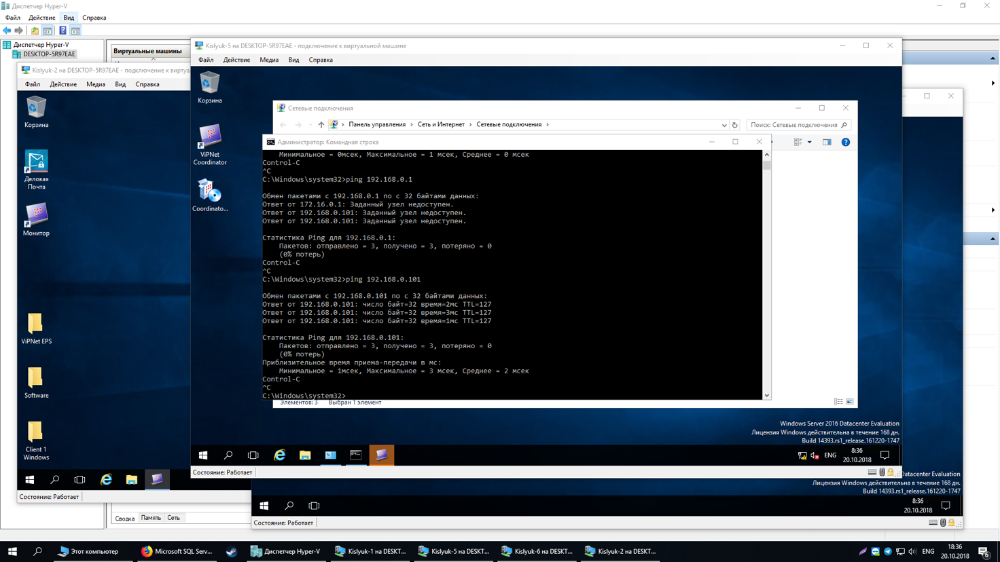 Диспетчер Hyper-V
Файл Действие Вид Справка
Диспетчер Hyper-V
DESKTOP-5R97EAE
Виртуальные машины
Kislyuk-2 на DESKTOP-5R97EAE - подключение к вирту
Файл Действие Медиа Вид Справка
Корзина
Деловая
Почта
Монитор
ViPNet EPS
Software
Client 1
Windows
Состояние: Работает
Сводка Память Сеть
Kislyuk-5 на DESKTOP-5R97EAE - подключение к виртуальной машине
Файл Действие Медиа Вид Справка
Корзина
ViPNet
Coordinator
Coordinato...
Сетевые подключения
Панель управления Сеть и Интернет Сетевые подключения
Поиск: Сетевые подключения
Администратор: Командная строка
Минимальное = 0мсек, Максимальное = 1 мсек, Среднее = 0 мсек
Control-C
^C
C:\Windows\system32>ping 192.168.0.1
Обмен пакетами с 192.168.0.1 по с 32 байтами данных:
Ответ от 172.16.0.1: Заданный узел недоступен.
Ответ от 192.168.0.101: Заданный узел недоступен.
Ответ от 192.168.0.101: Заданный узел недоступен.
Статистика Ping для 192.168.0.1:
Пакетов: отправлено = 3, получено = 3, потеряно = 0
(0% потерь)
Control-C
^C
C:\Windows\system32>ping 192.168.0.101
Обмен пакетами с 192.168.0.101 по с 32 байтами данных:
Ответ от 192.168.0.101: число байт=32 время=2мс TTL=127
Ответ от 192.168.0.101: число байт=32 время=3мс TTL=127
Ответ от 192.168.0.101: число байт=32 время=1мс TTL=127
Статистика Ping для 192.168.0.101:
Пакетов: отправлено = 3, получено = 3, потеряно = 0
(0% потерь)
Приблизительное время приема-передачи в мс:
Минимальное = 1мсек, Максимальное = 3 мсек, Среднее = 2 мсек
Control-C
^C
C:\Windows\system32>
Элементов: 3 Выбран 1 элемент
Windows Server 2016 Datacenter Evaluation
Лицензия Windows действительна в течение 168 дн.
Build 14393.rs1_release.161220-1747
ENG
8:36
20.10.2018
Состояние: Работает
Datacenter Evaluation
Лицензия Windows действительна в течение 168 дн.
Build 14393.rs1_release.161220-1747
8:36
20.10.2018
Состояние: Работает
Этот компьютер Microsoft SQL Serv... Диспетчер Hyper-V Kislyuk-1 на DESKT... Kislyuk-5 на DESKT... Kislyuk-6 на DESKT... Kislyuk-2 на DESKT...
ENG
18:36
20.10.2018
6